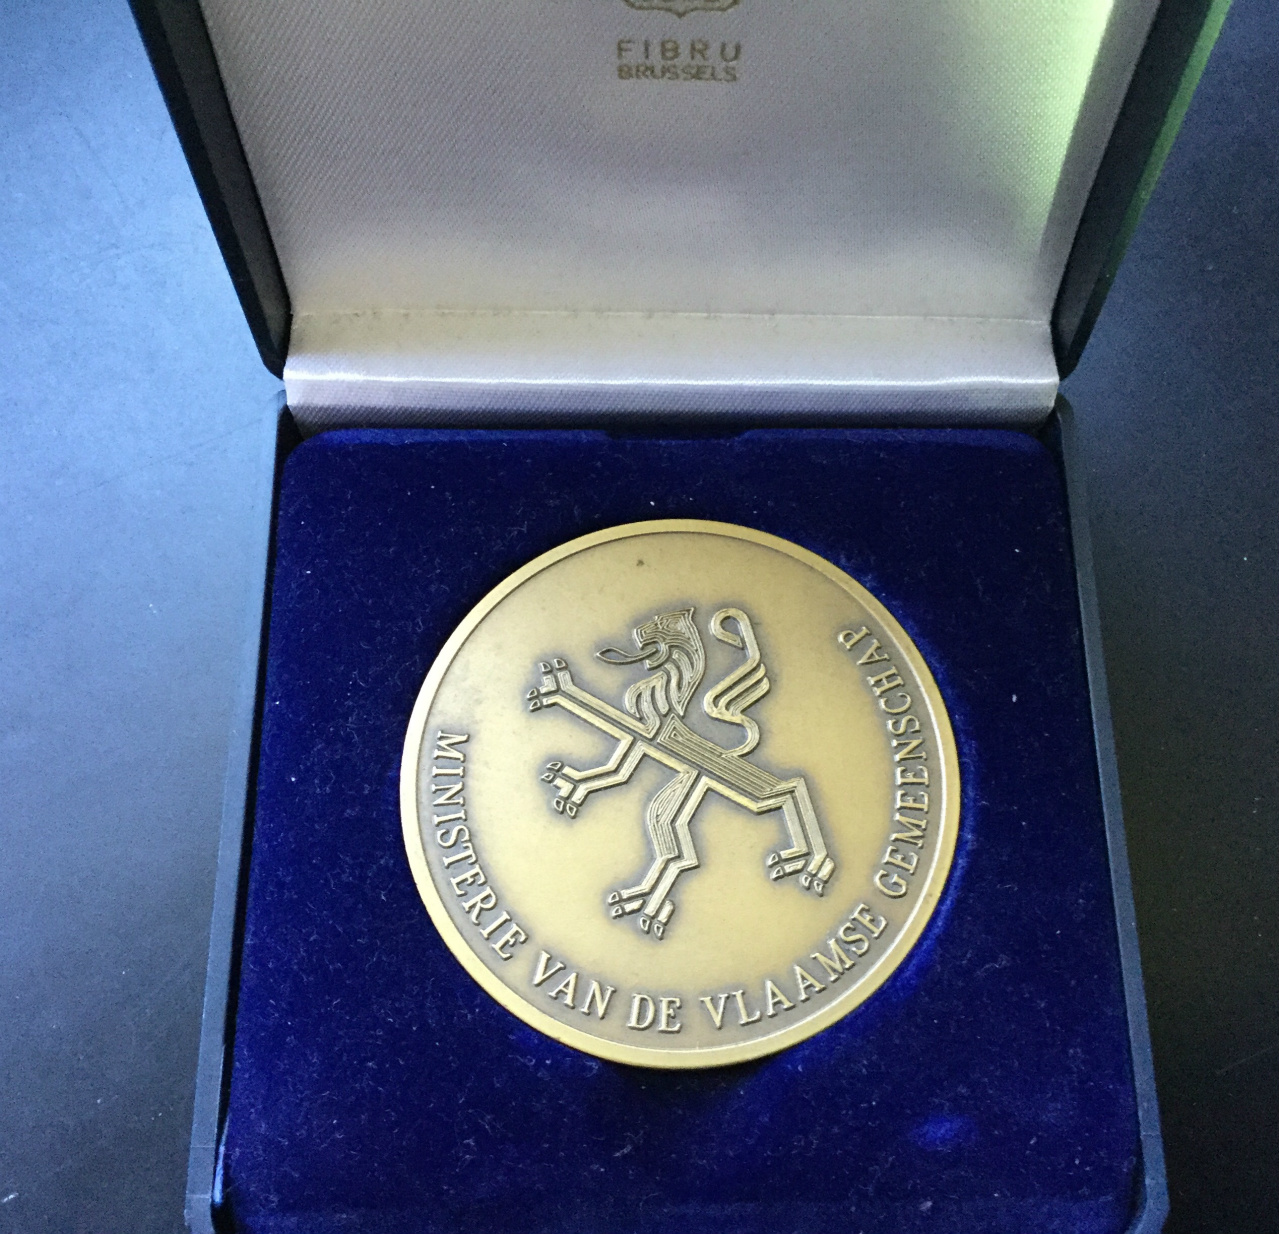 FIBRU
BRUSSELS
MINISTERIE VAN DE VLAAMSE GEMEENSCHAP